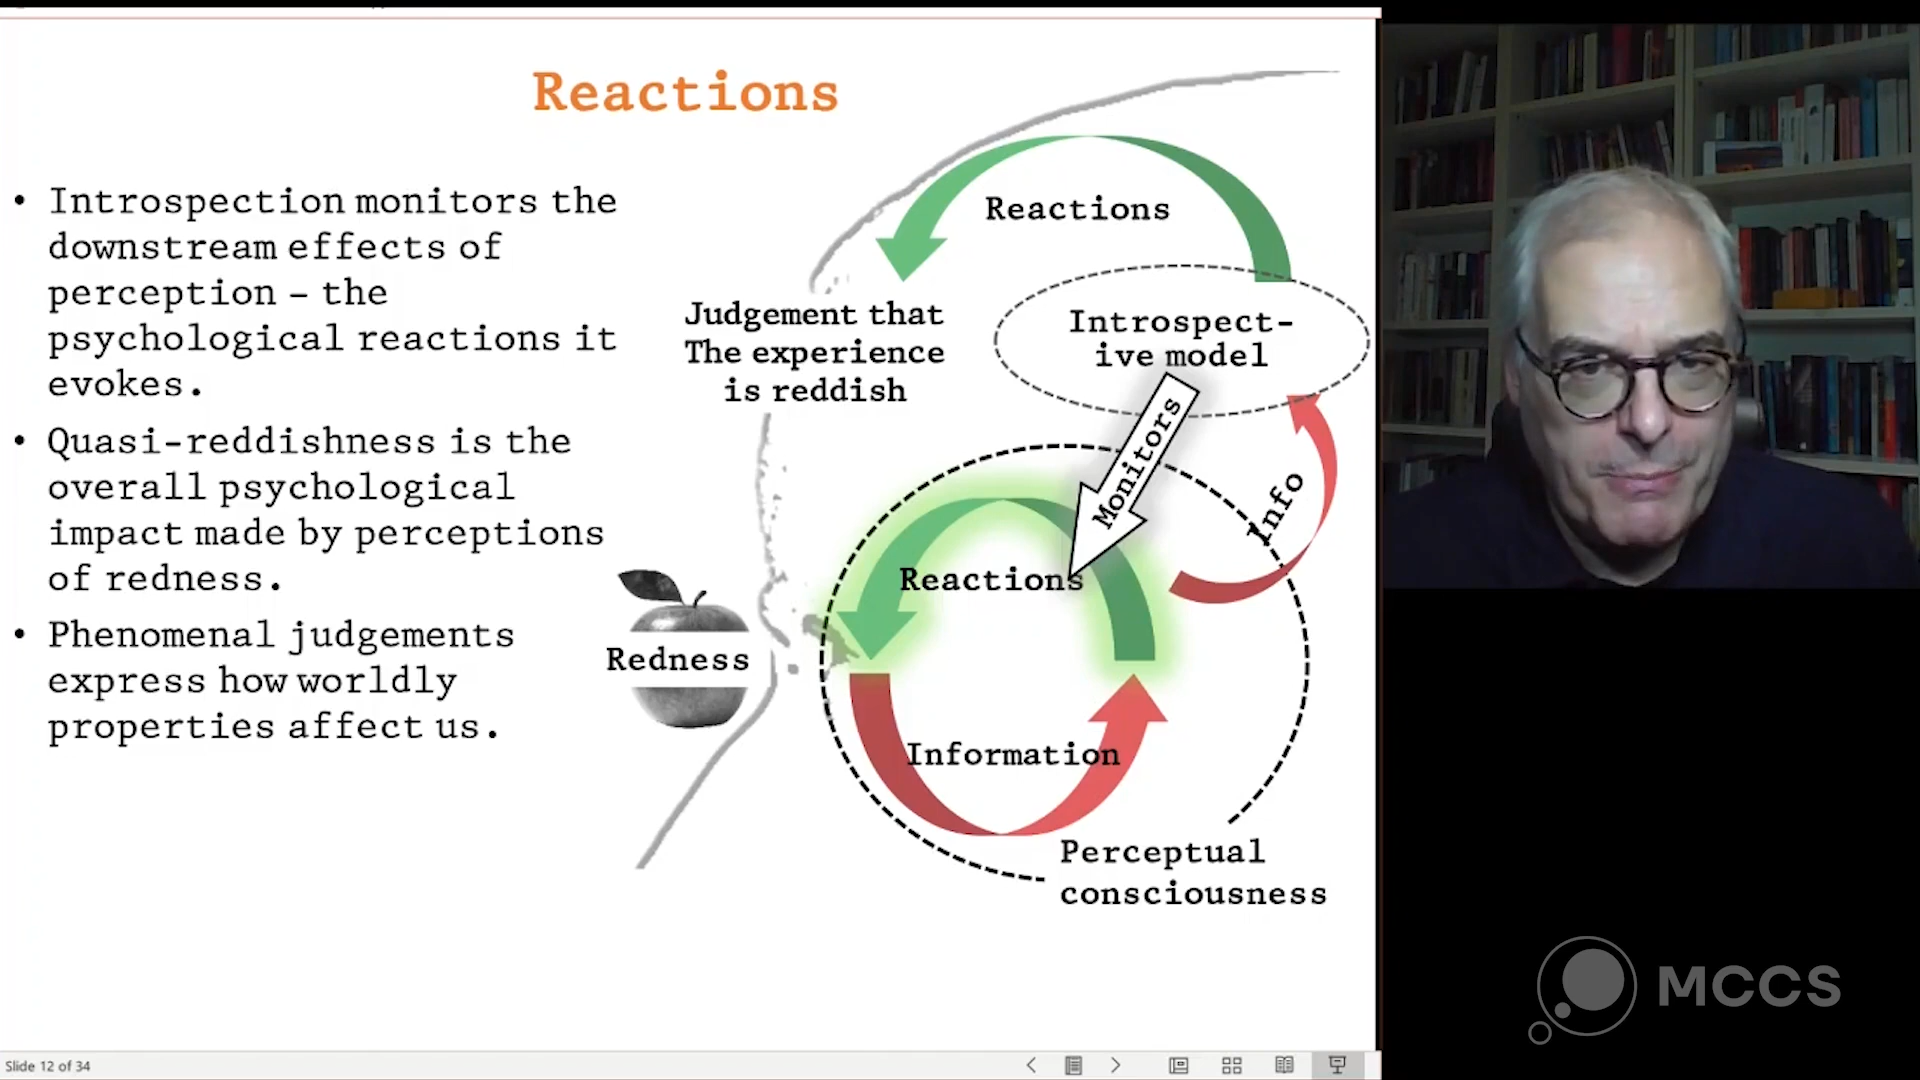 Reactions
• Introspection monitors the
downstream effects of
perception – the
psychological reactions it
evokes.
• Quasi-reddishness is the
overall psychological
impact made by perceptions
of redness.
• Phenomenal judgements
express how worldly
properties affect us.
Reactions
Judgement that
The experience
is reddish
Introspect-
ive model
Monitors
Info
Reactions
Redness
Information
Perceptual
consciousness
MCCS
Slide 12 of 34